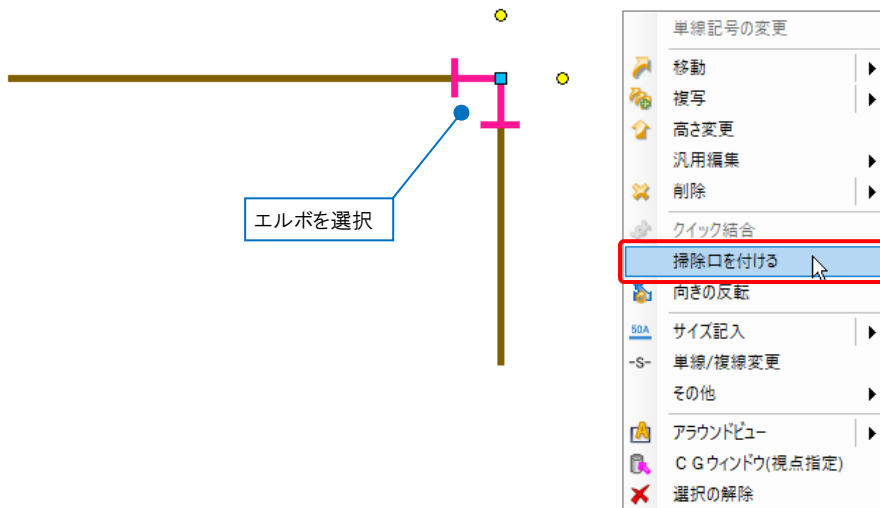 エルボを選択
単線記号の変更
移動
複写
高さ変更
汎用編集
削除
クイック結合
掃除口を付ける
向きの反転
50A サイズ記入
-S- 単線/複線変更
その他
A アラウンドビュー
ＣＧウィンドウ(視点指定)
選択の解除